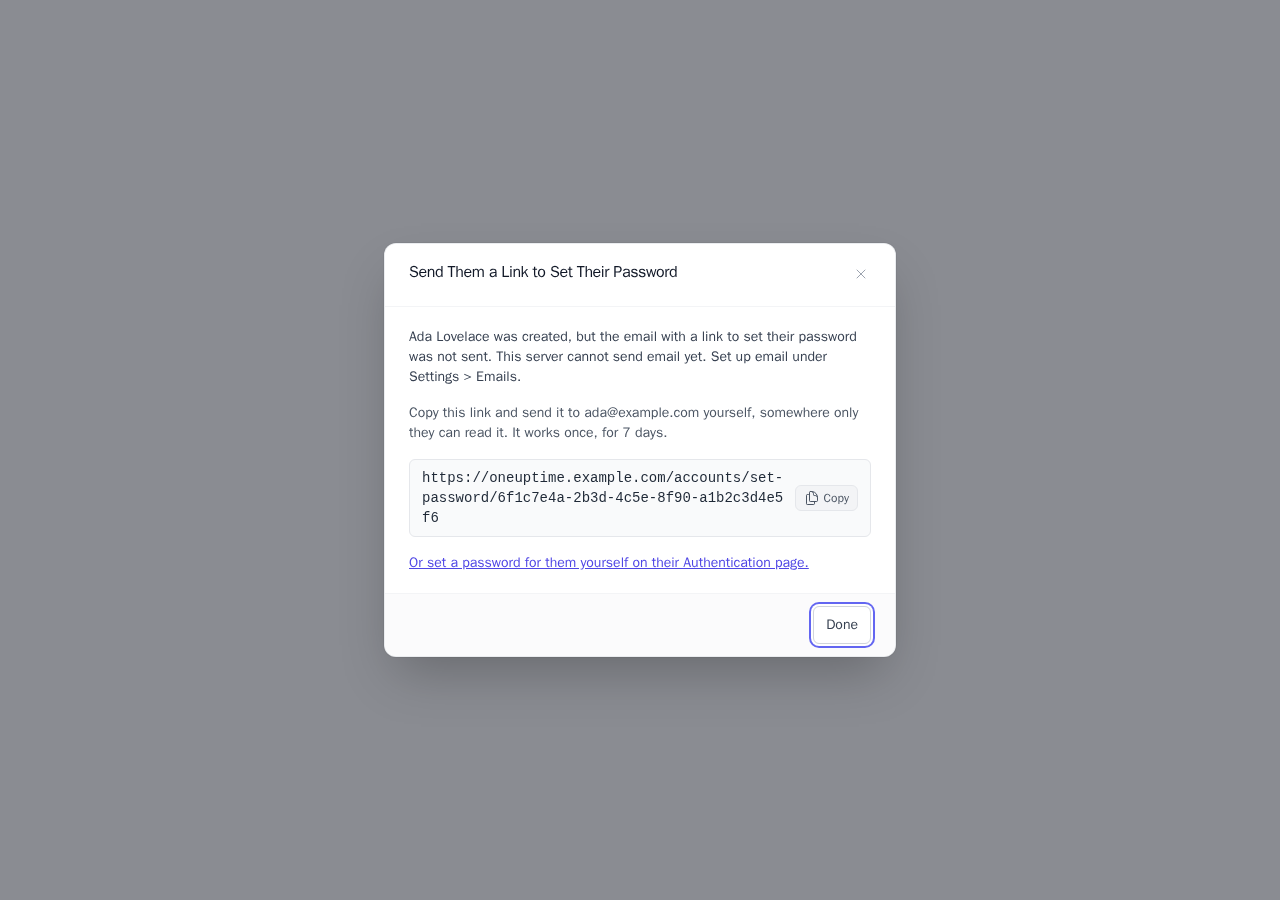 Send Them a Link to Set Their Password
Ada Lovelace was created, but the email with a link to set their password
was not sent. This server cannot send email yet. Set up email under
Settings > Emails.
Copy this link and send it to ada@example.com yourself, somewhere only
they can read it. It works once, for 7 days.
https://oneuptime.example.com/accounts/set-
password/6f1c7e4a-2b3d-4c5e-8f90-a1b2c3d4e5
f6
Copy
Or set a password for them yourself on their Authentication page.
Done